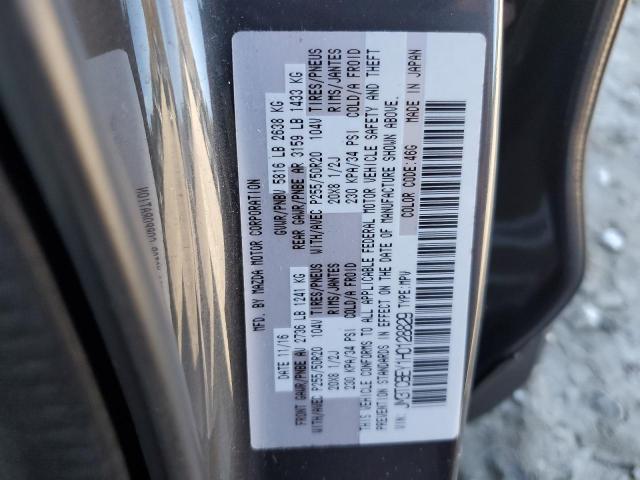 MFD. BY MAZDA MOTOR CORPORATION
DATE 11/16 GVWR/PNBV 5816 LB 2638 KG
FRONT GAWR/PNBE AV 2736 LB 1241 KG REAR GAWR/PNBE AR 3159 LB 1433 KG
WITH/AVEC P255/50R20 104V TIRES/PNEUS WITH/AVEC P255/50R20 104V TIRES/PNEUS
20X8 1/2J RIMS/JANTES 20X8 1/2J RIMS/JANTES
230 KPA/34 PSI COLD/A FROID 230 KPA/34 PSI COLD/A FROID
THIS VEHICLE CONFORMS TO ALL APPLICABLE FEDERAL MOTOR VEHICLE SAFETY AND THEFT
PREVENTION STANDARDS IN EFFECT ON THE DATE OF MANUFACTURE SHOWN ABOVE.
VIN: JM3TCBEY1H0128829 TYPE:MPV COLOR CODE:46G MADE IN JAPAN